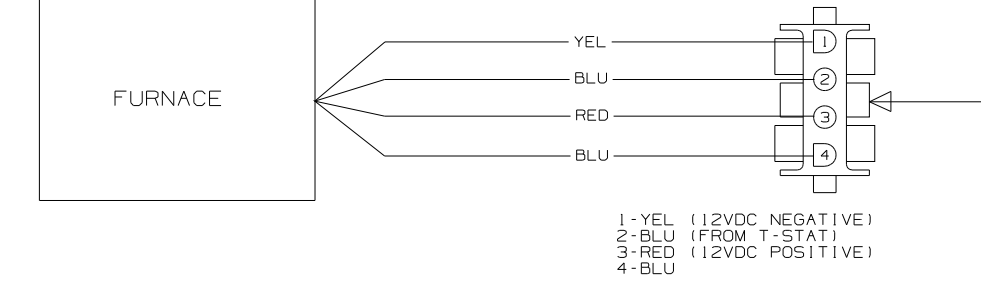 YEL
1
BLU
2
FURNACE
RED
3
BLU
4
1-YEL (12VDC NEGATIVE)
2-BLU (FROM T-STAT)
3-RED (12VDC POSITIVE)
4-BLU